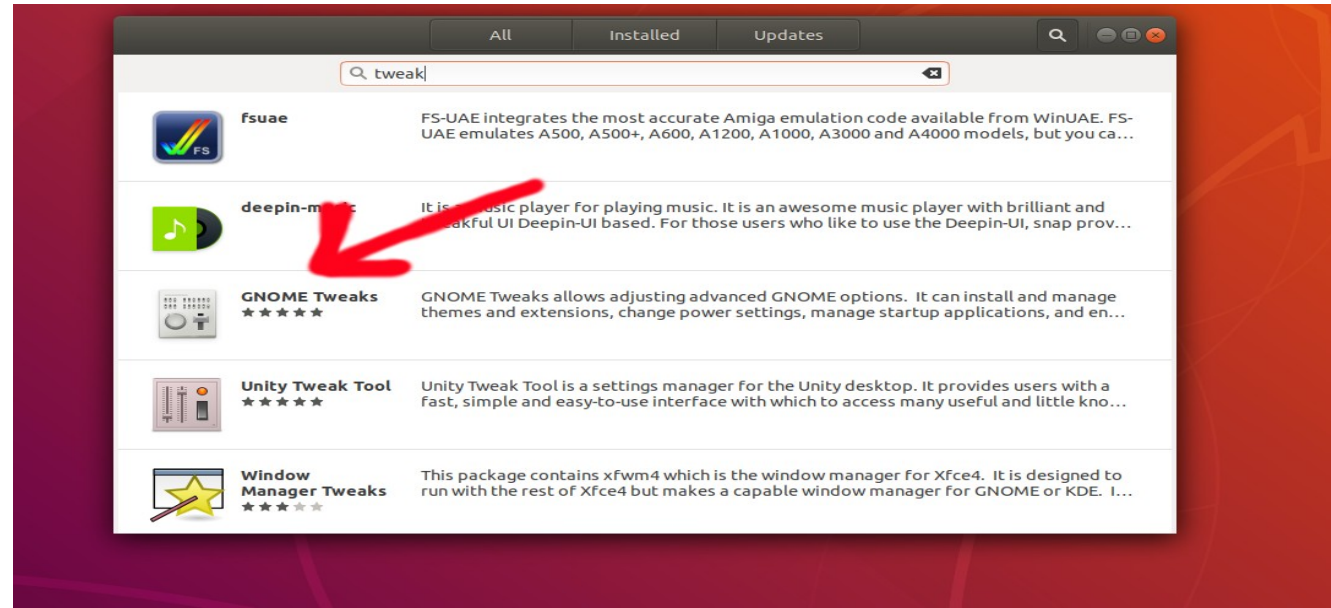 All Installed Updates
tweak
fsuae
FS-UAE integrates the most accurate Amiga emulation code available from WinUAE. FS-
UAE emulates A500, A500+, A600, A1200, A1000, A3000 and A4000 models, but you ca...
FS
It is music player for playing music. It is an awesome music player with brilliant and
UI Deepin-UI based. For those users who like to use the Deepin-UI, snap prov...
GNOME Tweaks
GNOME Tweaks allows adjusting advanced GNOME options. It can install and manage
themes and extensions, change power settings, manage startup applications, and en...
Unity Tweak Tool
Unity Tweak Tool is a settings manager for the Unity desktop. It provides users with a
fast, simple and easy-to-use interface with which to access many useful and little kno...
Window
Manager Tweaks
This package contains xfwm4 which is the window manager for Xfce4. It is designed to
run with the rest of Xfce4 but makes a capable window manager for GNOME or KDE. I...